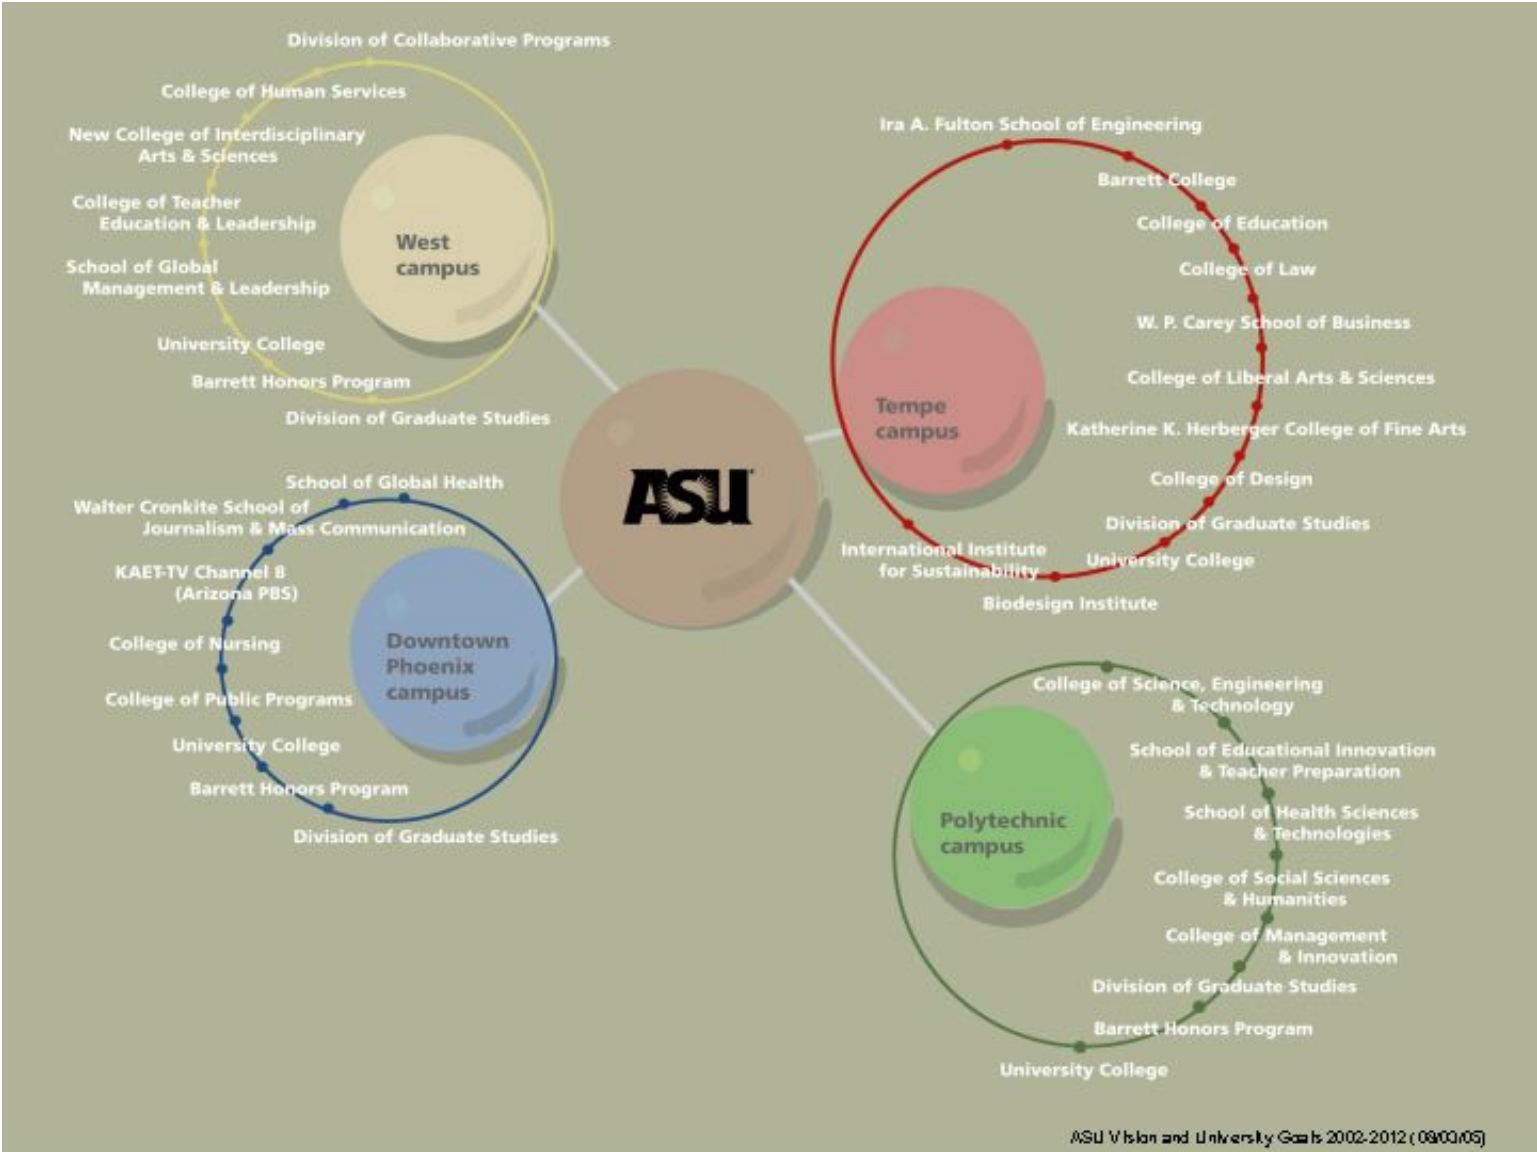 Division of Collaborative Programs
College of Human Services
New College of Interdisciplinary
Arts & Sciences
College of Teacher
Education & Leadership
School of Global
Management & Leadership
University College
Barrett Honors Program
Division of Graduate Studies
West
campus
Ira A. Fulton School of Engineering
Barrett College
College of Education
College of Law
W. P. Carey School of Business
College of Liberal Arts & Sciences
Katherine K. Herberger College of Fine Arts
College of Design
Division of Graduate Studies
University College
International Institute
for Sustainability
Biodesign Institute
Tempe
campus
ASU
School of Global Health
Walter Cronkite School of
Journalism & Mass Communication
KAET-TV Channel 8
(Arizona PBS)
College of Nursing
College of Public Programs
University College
Barrett Honors Program
Division of Graduate Studies
Downtown
Phoenix
campus
College of Science, Engineering
& Technology
School of Educational Innovation
& Teacher Preparation
School of Health Sciences
& Technologies
College of Social Sciences
& Humanities
College of Management
& Innovation
Division of Graduate Studies
Barrett Honors Program
University College
Polytechnic
campus
ASU Vision and University Goals 2002-2012